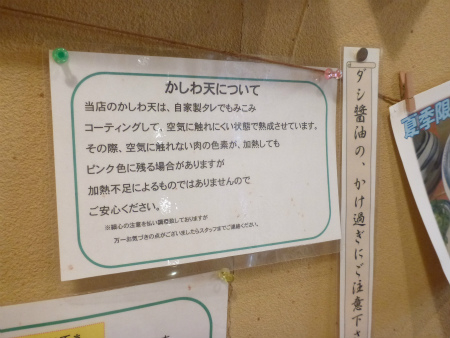 かしわ天について
当店のかしわ天は、自家製タレでもみこみ
コーティングして、空気に触れにくい状態で熟成させています。
その際、空気に触れない肉の色素が、加熱しても
ピンク色に残る場合がありますが
加熱不足によるものではありませんので
ご安心ください。
※細心の注意を払い調理致しておりますが
万一お気づきの点がございましたらスタッフまでご連絡ください。
ダシ醤油の、かけ過ぎにご注意下さ
夏季限